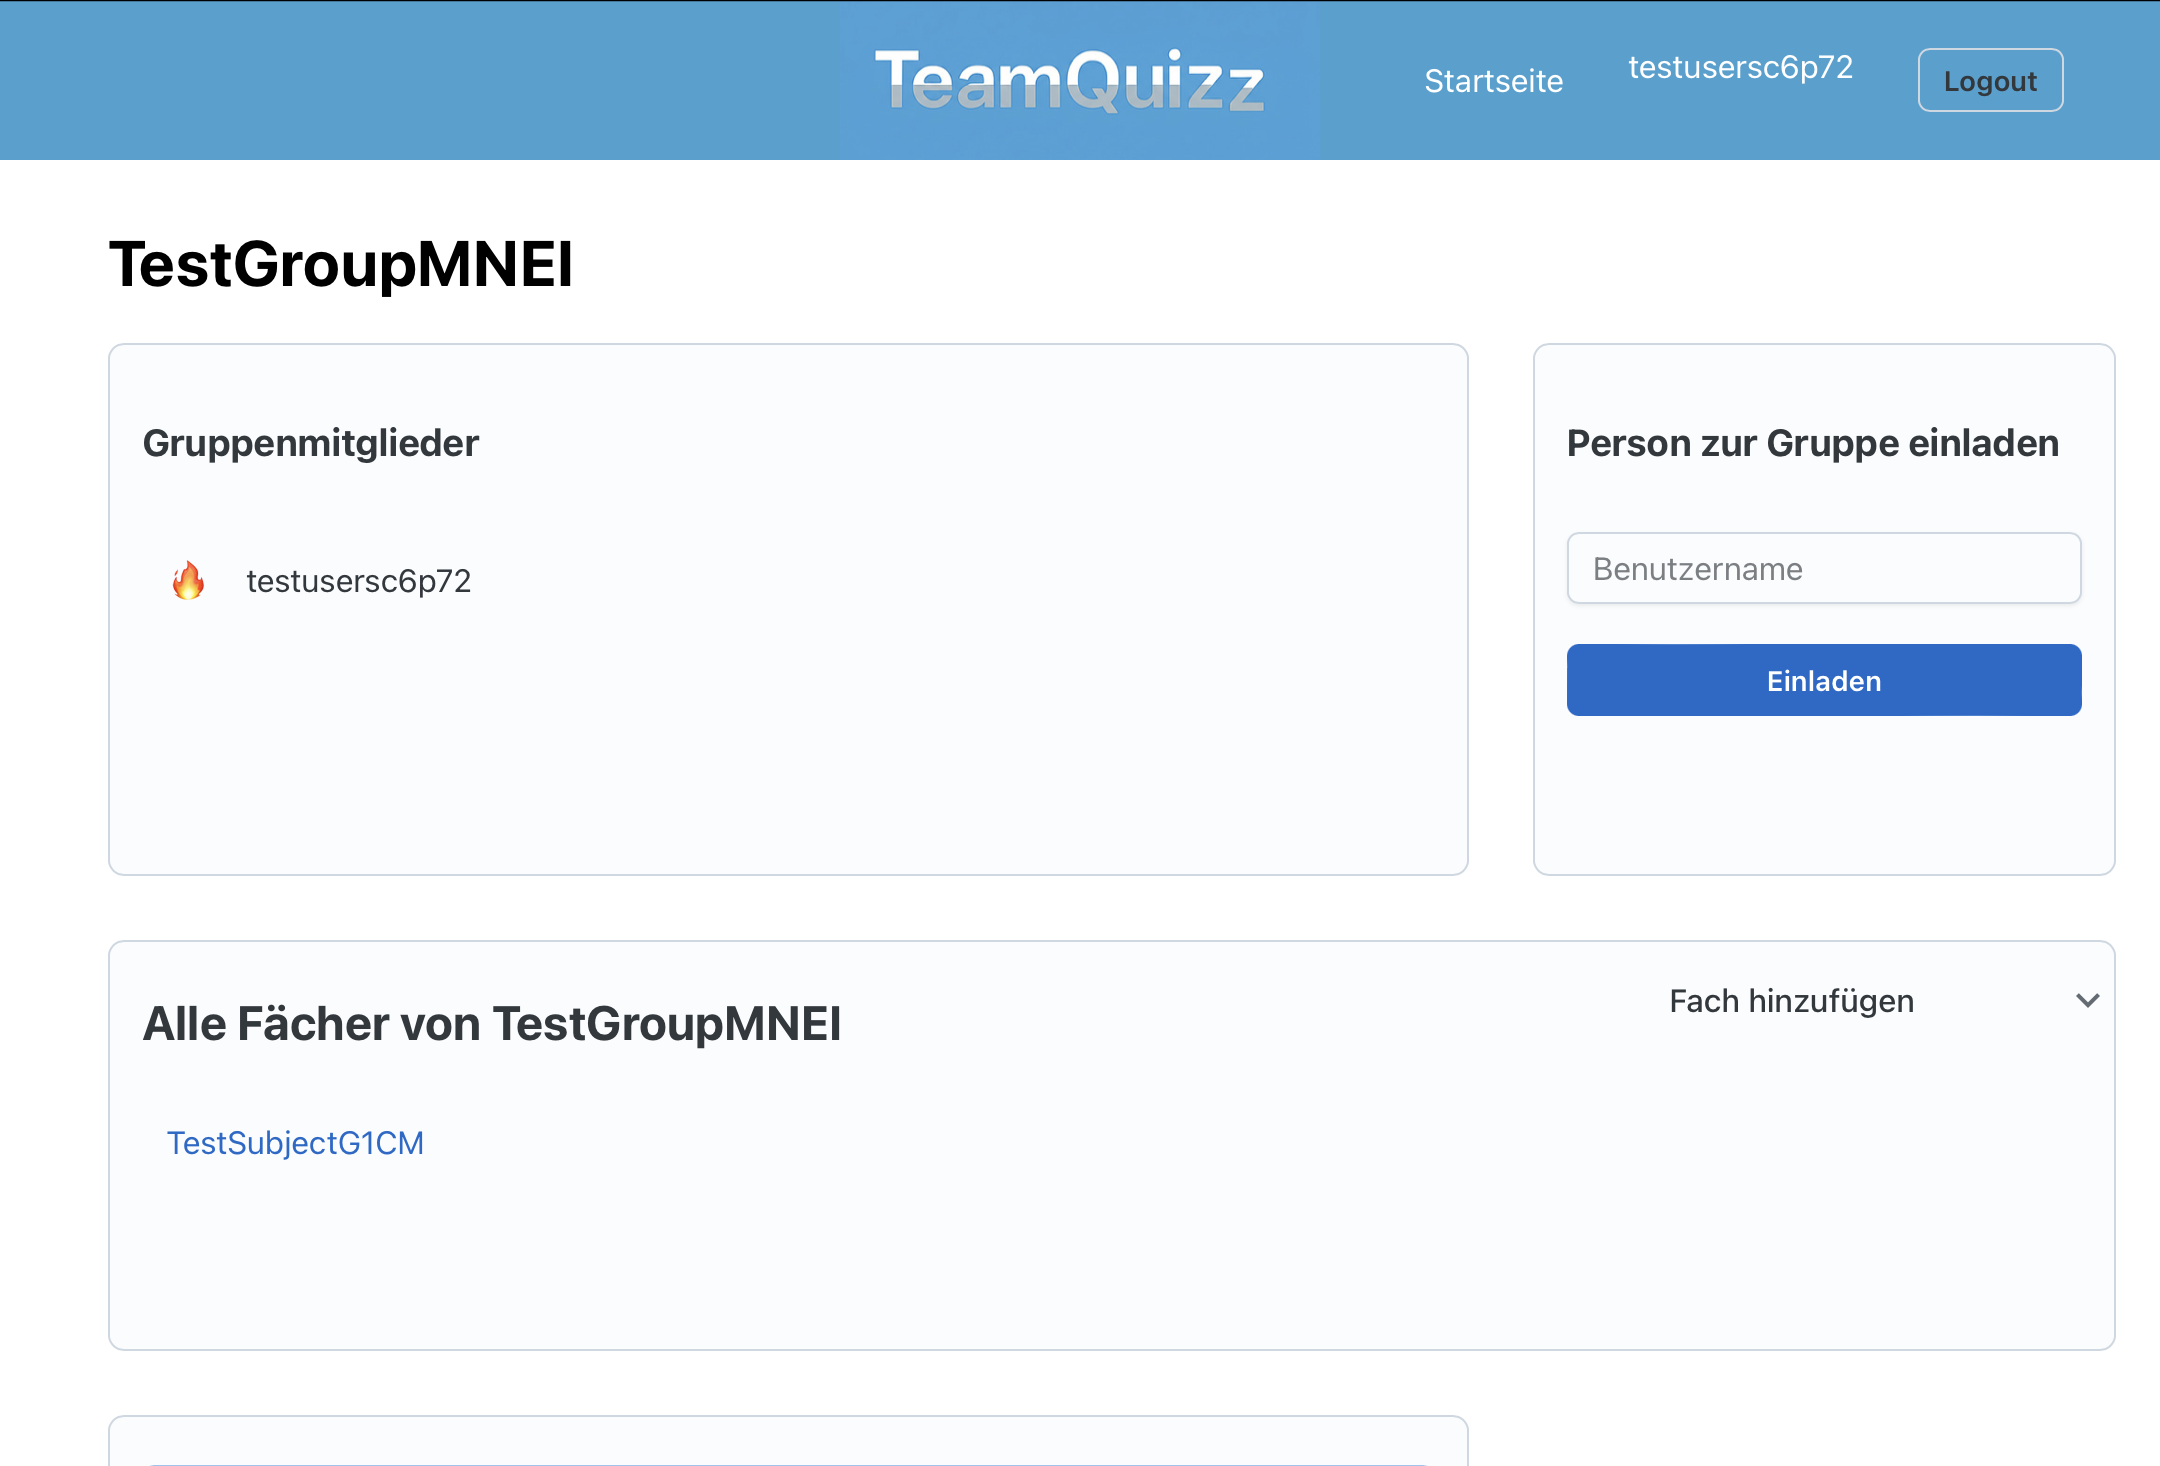 TeamQuizz
Startseite
testusersc6p72
Logout
TestGroupMNEI
Gruppenmitglieder
testusersc6p72
Person zur Gruppe einladen
Benutzername
Einladen
Alle Fächer von TestGroupMNEI
Fach hinzufügen
TestSubjectG1CM